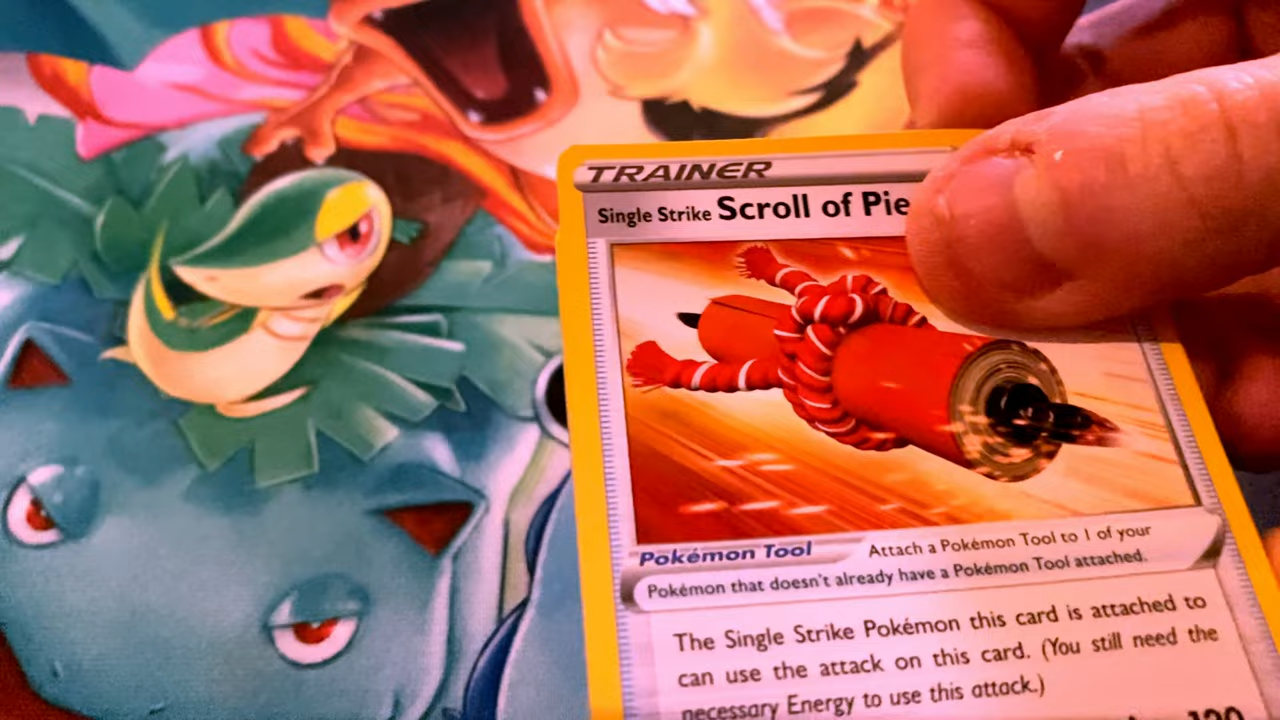 TRAINER
Single Strike Scroll of Pie
Pokémon Tool Attach a Pokémon Tool to 1 of your
Pokémon that doesn't already have a Pokémon Tool attached.
The Single Strike Pokémon this card is attached to
can use the attack on this card. (You still need the
necessary Energy to use this attack.)